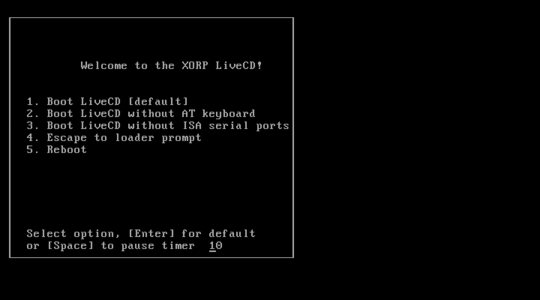 Welcome to the XORP LiveCD!
1. Boot LiveCD [default]
2. Boot LiveCD without AT keyboard
3. Boot LiveCD without ISA serial ports
4. Escape to loader prompt
5. Reboot
Select option, [Enter] for default
or [Space] to pause timer  10